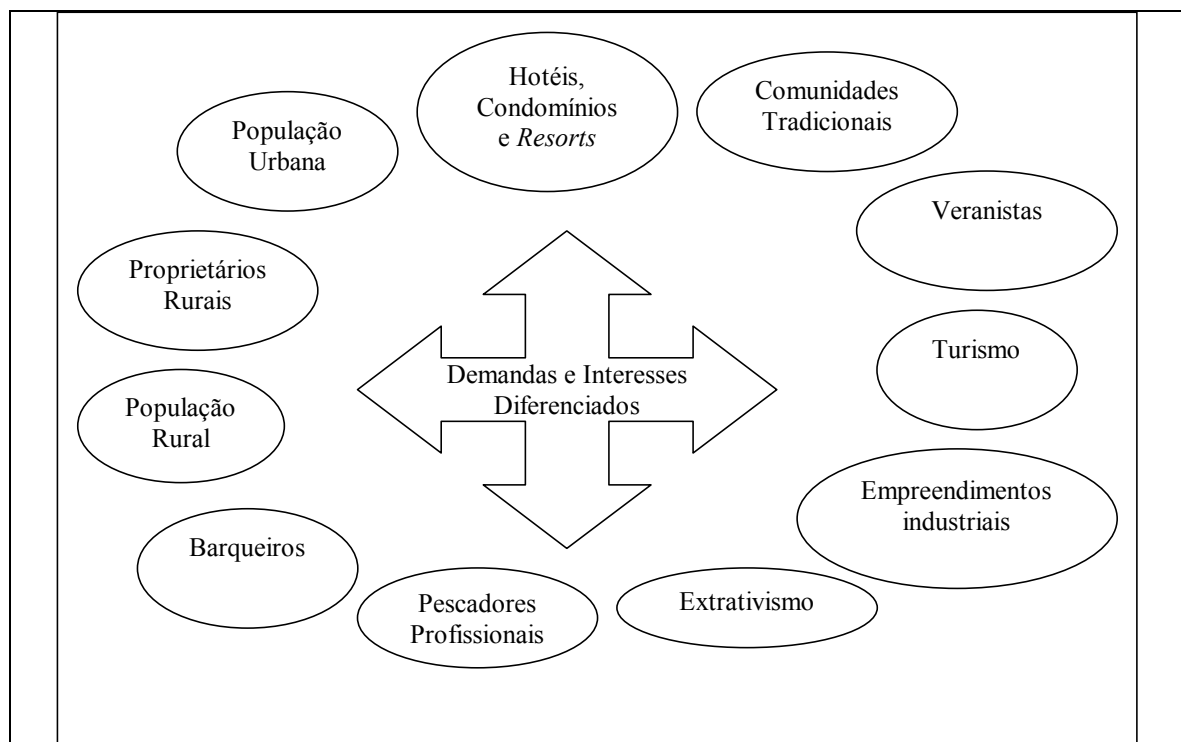 Hotéis,
Condomínios
e Resorts
Comunidades
Tradicionais
População
Urbana
Veranistas
Proprietários
Rurais
Turismo
Demandas e Interesses
Diferenciados
População
Rural
Empreendimentos
industriais
Barqueiros
Pescadores
Profissionais
Extrativismo